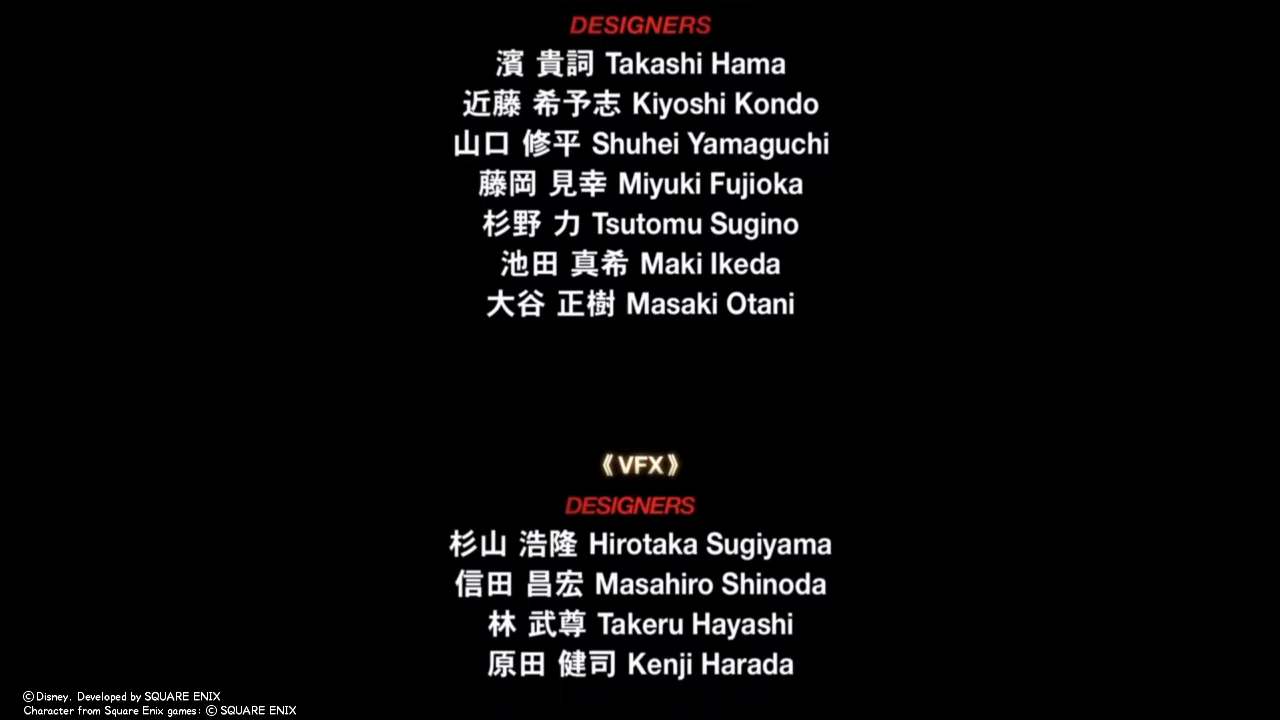 DESIGNERS
濱 貴詞 Takashi Hama
近藤 希予志 Kiyoshi Kondo
山口 修平 Shuhei Yamaguchi
藤岡 見幸 Miyuki Fujioka
杉野 力 Tsutomu Sugino
池田 真希 Maki Ikeda
大谷 正樹 Masaki Otani
《VFX》
DESIGNERS
杉山 浩隆 Hirotaka Sugiyama
信田 昌宏 Masahiro Shinoda
林 武尊 Takeru Hayashi
原田 健司 Kenji Harada
©Disney. Developed by SQUARE ENIX
Character from Square Enix games: © SQUARE ENIX